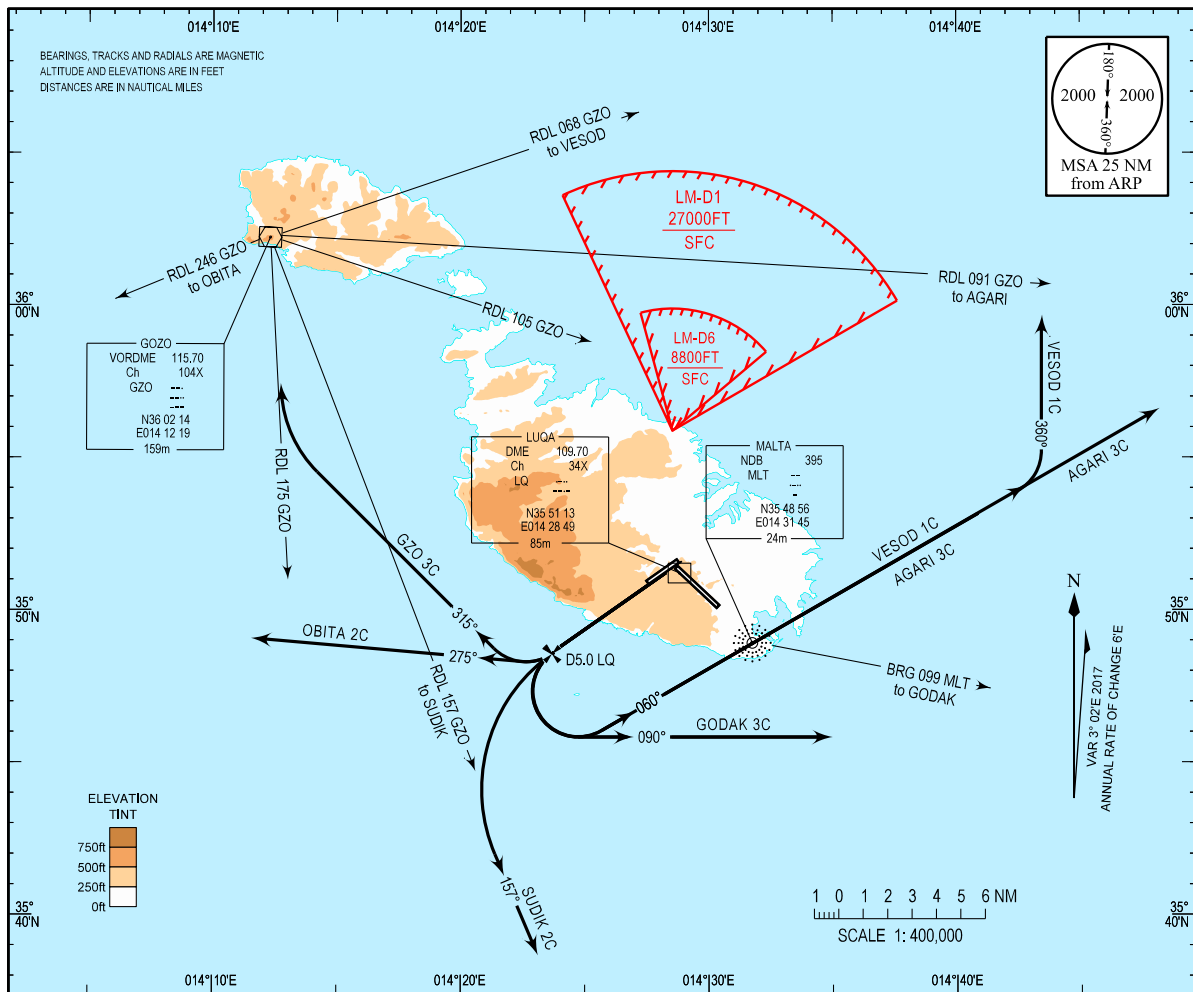 014°10'E
014°20'E
014°30'E
014°40'E
BEARINGS, TRACKS AND RADIALS ARE MAGNETIC
ALTITUDE AND ELEVATIONS ARE IN FEET
DISTANCES ARE IN NAUTICAL MILES
180°
2000
2000
360°
MSA 25 NM
from ARP
RDL 068 GZO
to VESOD
LM-D1
27000FT
SFC
RDL 246 GZO
to OBITA
RDL 091 GZO
to AGARI
36°
00'N
36°
00'N
RDL 105 GZO
LM-D6
8800FT
SFC
GOZO
VORDME 115,70
Ch 104X
GZO
N36 02 14
E014 12 19
159m
VESOD 1C
360°
AGARI 3C
LUQA
DME 109.70
Ch 34X
LQ
N35 51 13
E014 28 49
85m
MALTA
NDB 395
MLT
N35 48 56
E014 31 45
24m
RDL 175 GZO
GZO 3C
315°
VESOD 1C
AGARI 3C
35°
50'N
35°
50'N
N
OBITA 2C
275°
D5.0 LQ
RDL 157 GZO
to SUDIK
060°
BRG 099 MLT
to GODAK
090°
GODAK 3C
VAR 3° 02'E 2017
ANNUAL RATE OF CHANGE 6'E
ELEVATION
TINT
750ft
500ft
250ft
0ft
157°
SUDIK 2C
1 0 1 2 3 4 5 6 NM
SCALE 1: 400,000
35°
40'N
35°
40'N
014°10'E
014°20'E
014°30'E
014°40'E